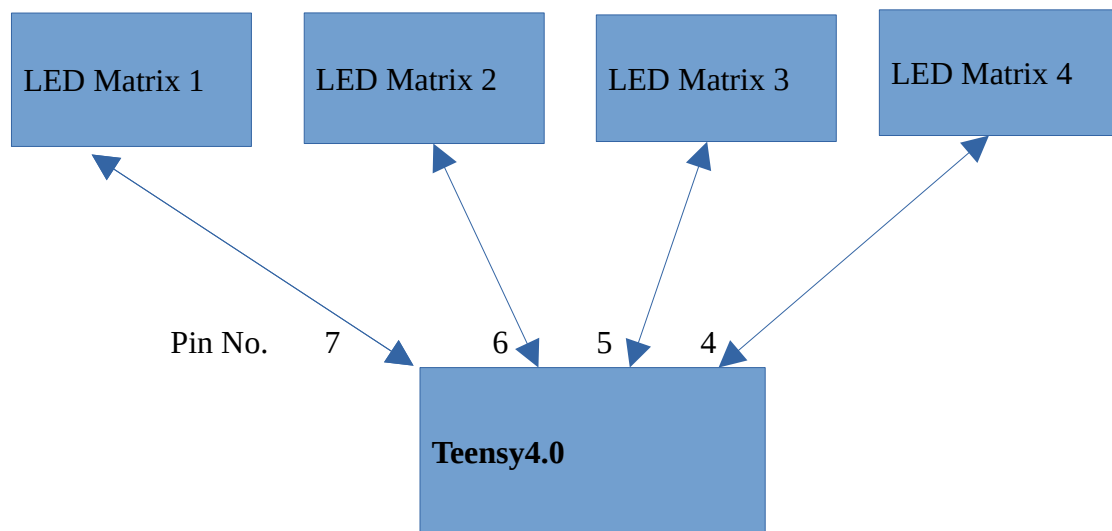 LED Matrix 1
LED Matrix 2
LED Matrix 3
LED Matrix 4
Pin No. 7 6 5 4
Teensy4.0